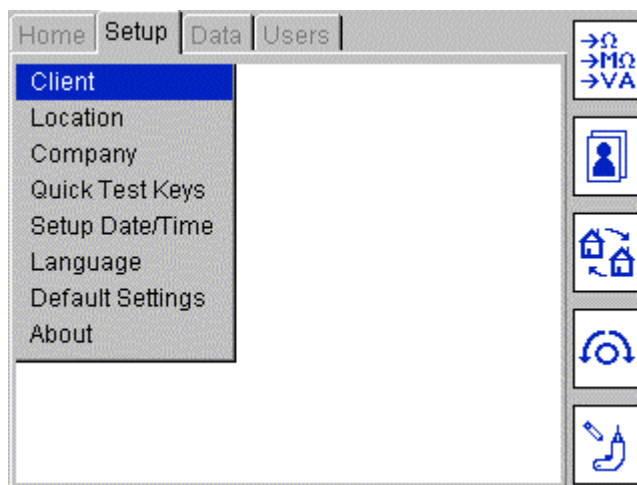 Home Setup Data Users
Client
Location
Company
Quick Test Keys
Setup Date/Time
Language
Default Settings
About
→Ω
→MΩ
→VA